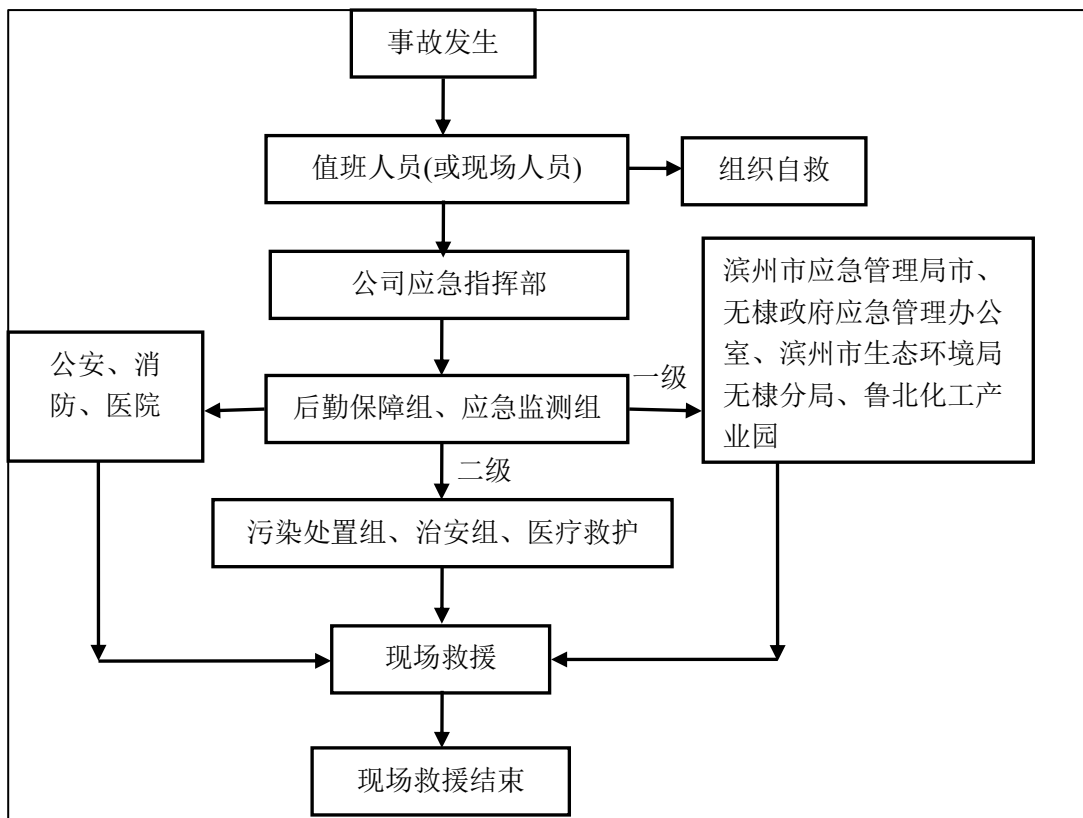 事故发生
值班人员(或现场人员)
组织自救
公司应急指挥部
滨州市应急管理局市、
无棣政府应急管理办公
室、滨州市生态环境局
无棣分局、鲁北化工产
业园
公安、消
防、医院
后勤保障组、应急监测组
一级
二级
污染处置组、治安组、医疗救护
现场救援
现场救援结束